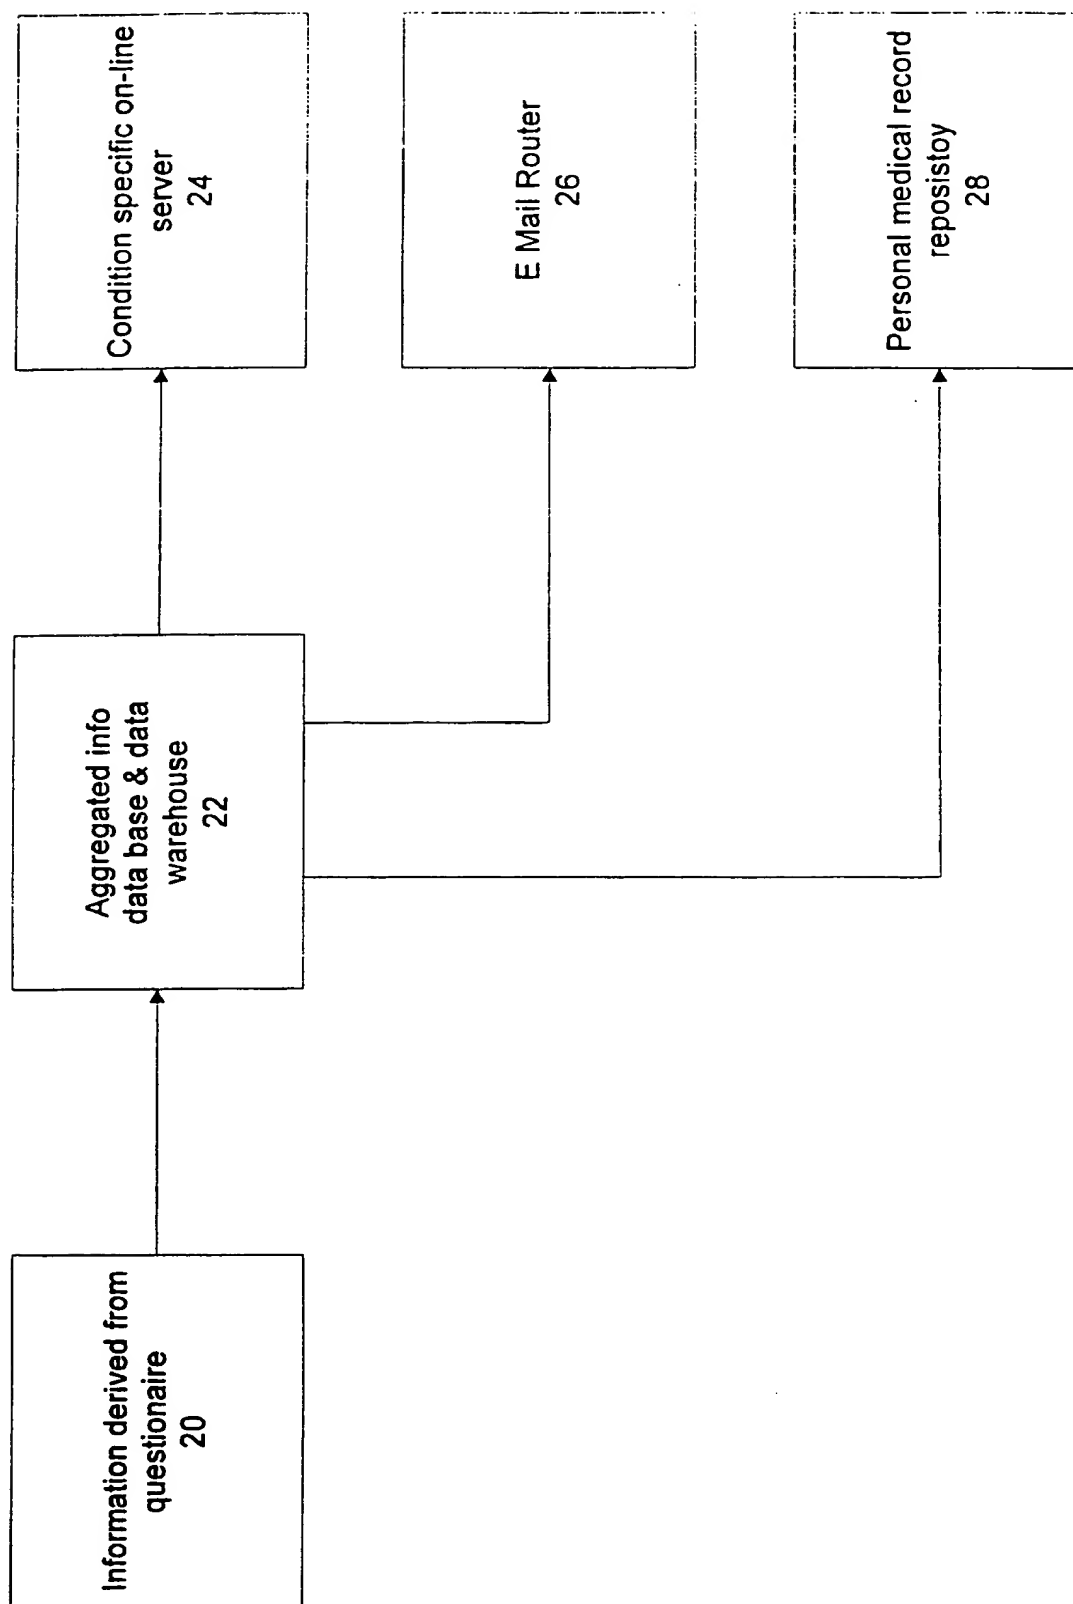 Information derived from
questionaire
20
Aggregated info
data base & data
warehouse
22
Condition specific on-line
server
24
E Mail Router
26
Personal medical record
reposistoy
28